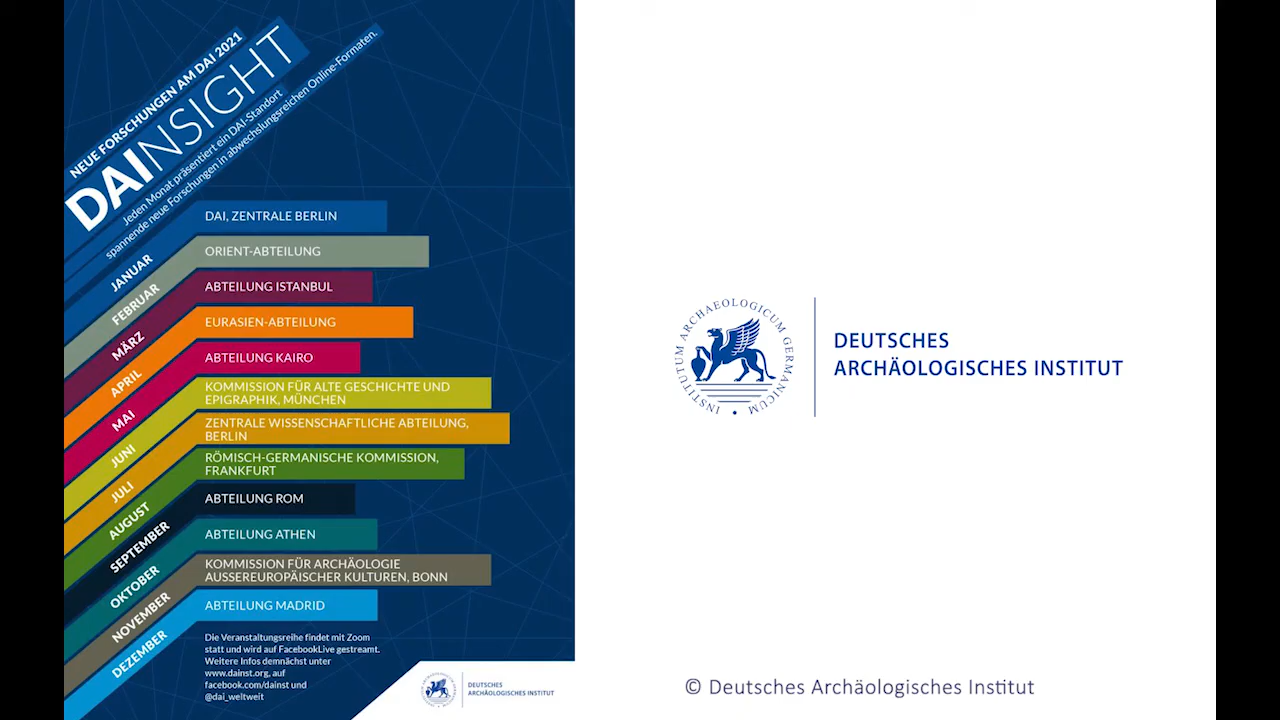 NEUE FORSCHUNGEN AM DAI 2021
DAINSIGHT
Jeden Monat präsentiert ein DAI-Standort
spannende neue Forschungen in abwechslungsreichen Online-Formaten.
JANUAR
DAI, ZENTRALE BERLIN
FEBRUAR
ORIENT-ABTEILUNG
MÄRZ
ABTEILUNG ISTANBUL
APRIL
EURASIEN-ABTEILUNG
MAI
ABTEILUNG KAIRO
JUNI
KOMMISSION FÜR ALTE GESCHICHTE UND
EPIGRAPHIK, MÜNCHEN
JULI
ZENTRALE WISSENSCHAFTLICHE ABTEILUNG,
BERLIN
AUGUST
RÖMISCH-GERMANISCHE KOMMISSION,
FRANKFURT
SEPTEMBER
ABTEILUNG ROM
OKTOBER
ABTEILUNG ATHEN
NOVEMBER
KOMMISSION FÜR ARCHÄOLOGIE
AUSSEREUROPÄISCHER KULTUREN, BONN
DEZEMBER
ABTEILUNG MADRID
Die Veranstaltungsreihe findet mit Zoom
statt und wird auf FacebookLive gestreamt.
Weitere Infos demnächst unter
www.dainst.org, auf
facebook.com/dainst und
@dai_weltweit
DEUTSCHES
ARCHÄOLOGISCHES INSTITUT
INSTITUTUM ARCHAEOLOGICUM GERMANICUM
DEUTSCHES
ARCHÄOLOGISCHES INSTITUT
© Deutsches Archäologisches Institut